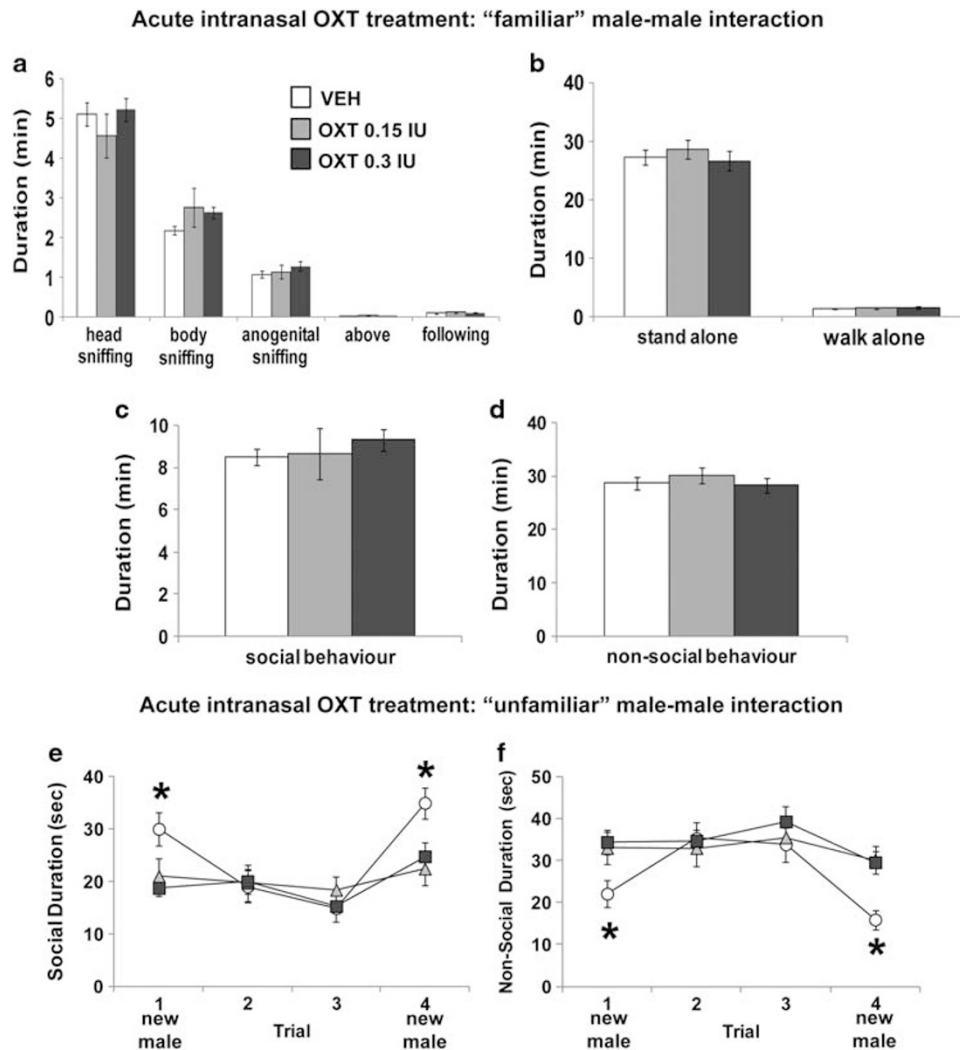 Acute intranasal OXT treatment: “familiar” male-male interaction
a
Duration (min)
6
5
4
3
2
1
0
VEH
OXT 0.15 IU
OXT 0.3 IU
head sniffing
body sniffing
anogenital sniffing
above
following
b
Duration (min)
40
30
20
10
0
stand alone
walk alone
c
Duration (min)
10
8
6
4
2
0
social behaviour
d
Duration (min)
40
30
20
10
0
non-social behaviour
Acute intranasal OXT treatment: “unfamiliar” male-male interaction
e
Social Duration (sec)
40
30
20
10
0
*
*
1
2
3
4
new male
Trial
new male
f
Non-Social Duration (sec)
50
40
30
20
10
0
*
*
1
2
3
4
new male
Trial
new male